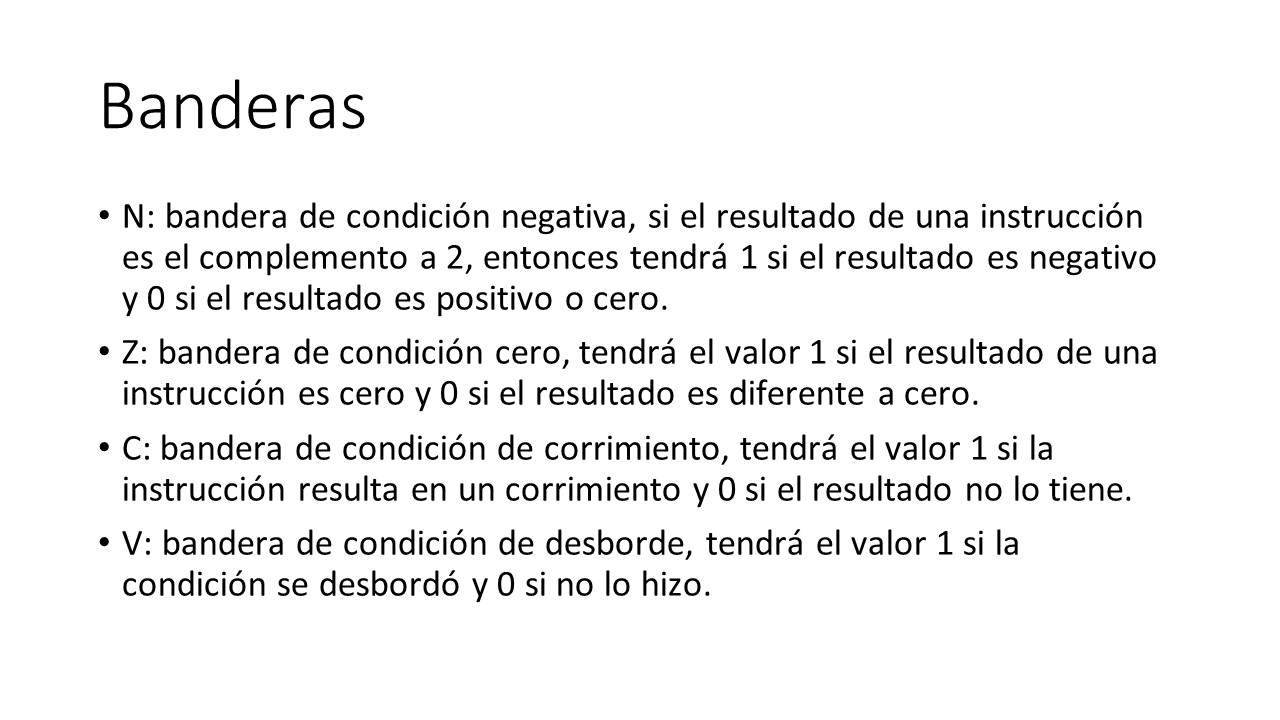 Banderas
• N: bandera de condición negativa, si el resultado de una instrucción
es el complemento a 2, entonces tendrá 1 si el resultado es negativo
y 0 si el resultado es positivo o cero.
• Z: bandera de condición cero, tendrá el valor 1 si el resultado de una
instrucción es cero y 0 si el resultado es diferente a cero.
• C: bandera de condición de corrimiento, tendrá el valor 1 si la
instrucción resulta en un corrimiento y 0 si el resultado no lo tiene.
• V: bandera de condición de desborde, tendrá el valor 1 si la
condición se desbordó y 0 si no lo hizo.